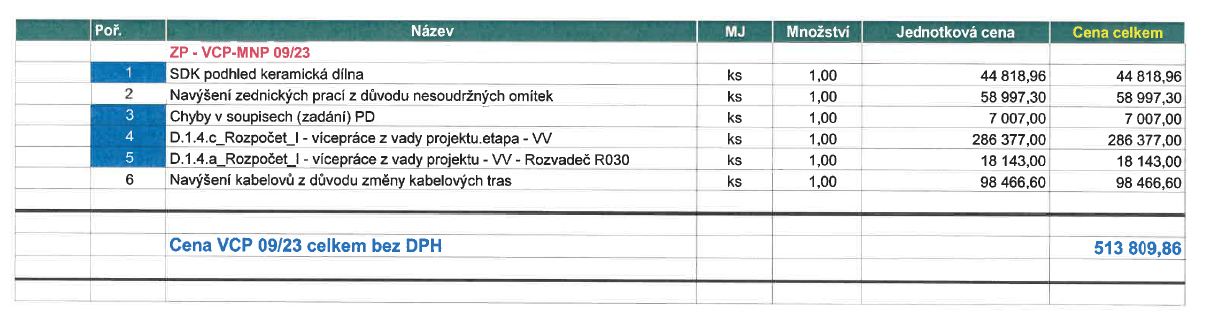 Poř. Název MJ Množství Jednotková cena Cena celkem
ZP - VCP-MNP 09/23
1 SDK podhled keramická dílna ks 1,00 44 818,96 44 818,96
2 Navýšení zednických prací z důvodu nesoudržných omítek ks 1,00 58 997,30 58 997,30
3 Chyby v soupisech (zadání) PD ks 1,00 7 007,00 7 007,00
4 D.1.4.c_Rozpočet_I - vícepráce z vady projektu.etapa - VV ks 1,00 286 377,00 286 377,00
5 D.1.4.a_Rozpočet_I - vícepráce z vady projektu - VV - Rozvaděč R030 ks 1,00 18 143,00 18 143,00
6 Navýšení kabelovů z důvodu změny kabelových tras ks 1,00 98 466,60 98 466,60
Cena VCP 09/23 celkem bez DPH 513 809,86